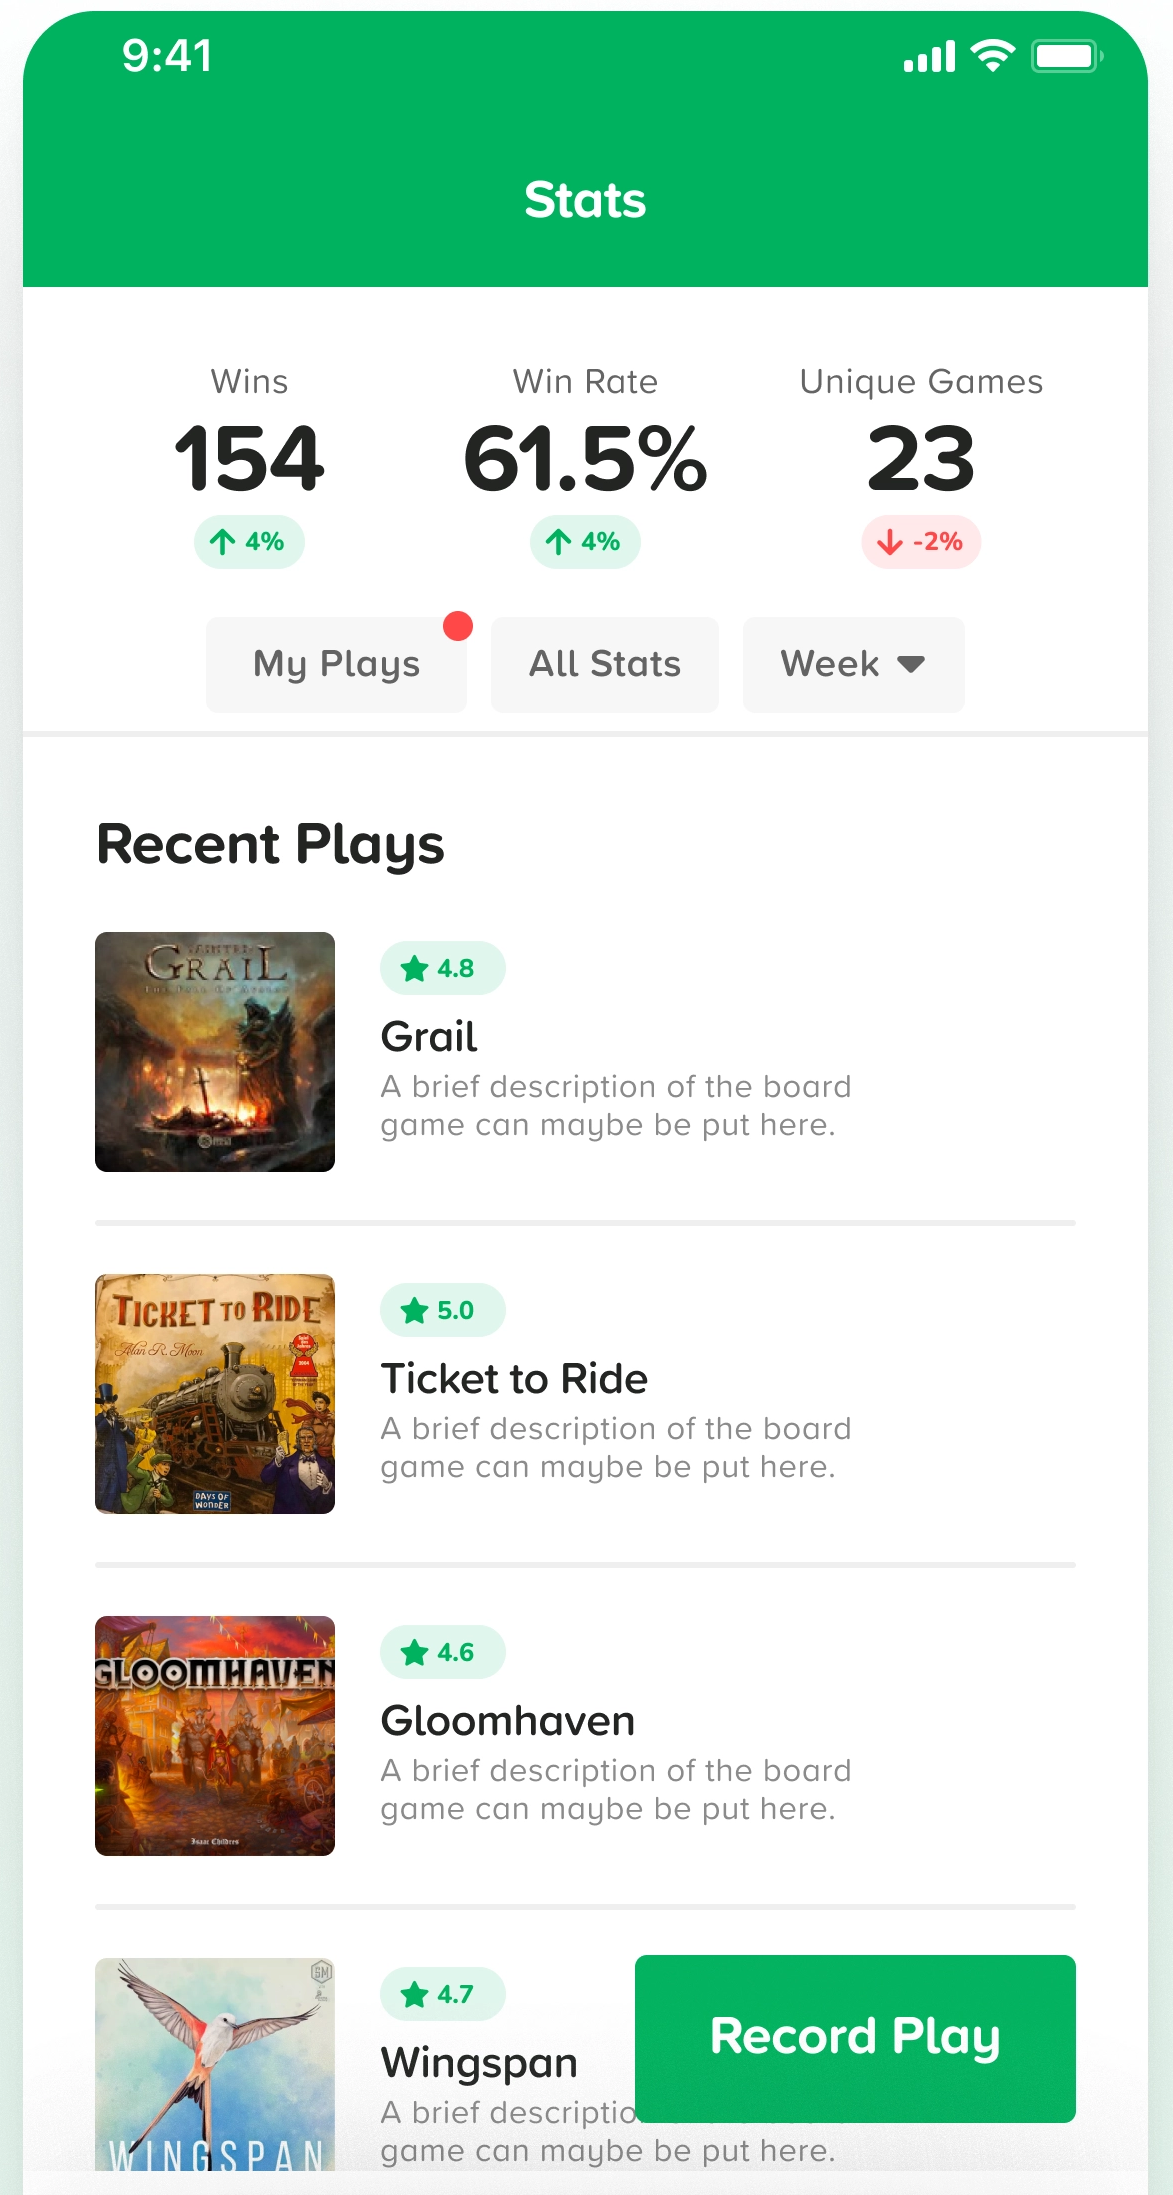 9:41
Stats
Wins
Win Rate
Unique Games
154
61.5%
23
4%
4%
-2%
My Plays
All Stats
Week
Recent Plays
GRAIL
4.8
Grail
A brief description of the board
game can maybe be put here.
TICKET TO RIDE
Alan R. Moon
DAYS OF
WONDER
5.0
Ticket to Ride
A brief description of the board
game can maybe be put here.
GLOOMHAVEN
Isaac Childres
4.6
Gloomhaven
A brief description of the board
game can maybe be put here.
WINGSPAN
4.7
Wingspan
A brief descriptio
game can maybe be put here.
Record Play